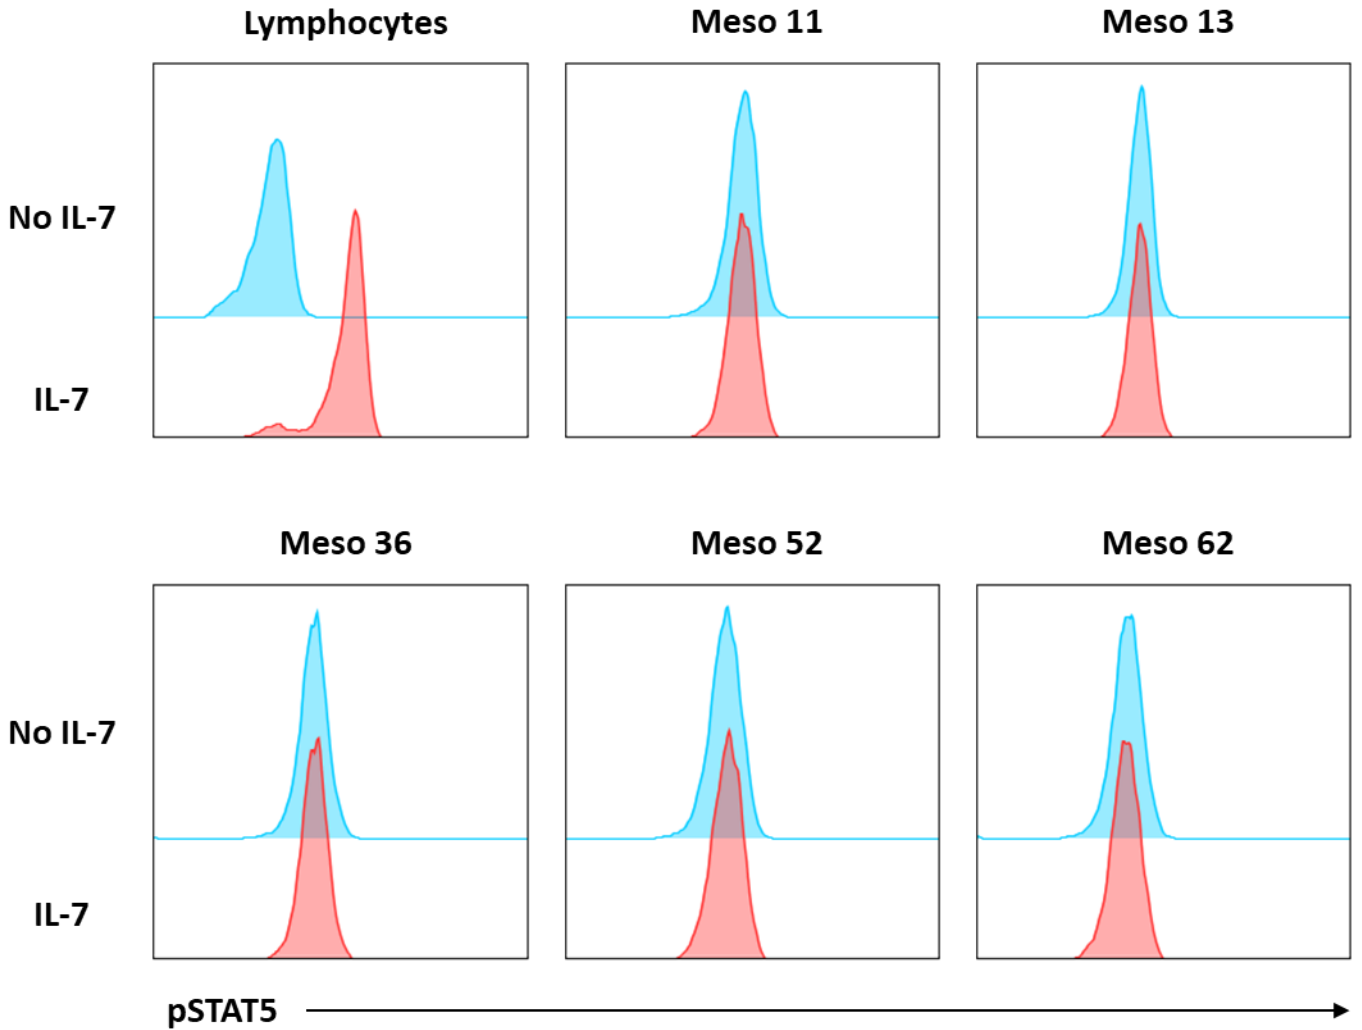 Lymphocytes
Meso 11
Meso 13
No IL-7
IL-7
Meso 36
Meso 52
Meso 62
No IL-7
IL-7
pSTAT5